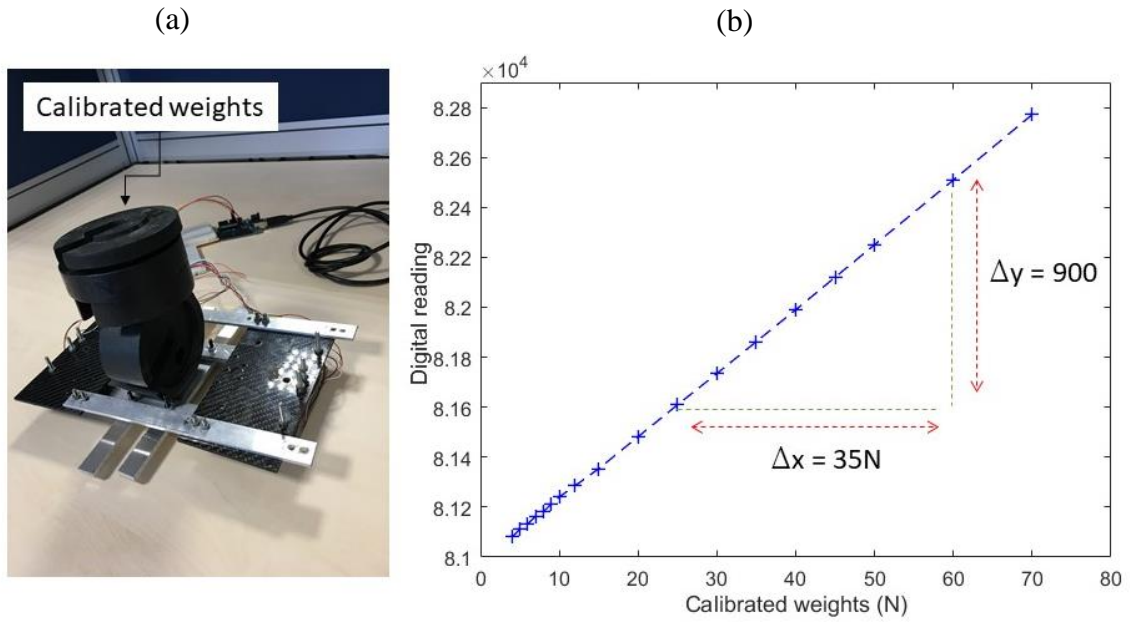 (a)
(b)
Calibrated weights
×10⁴
8.28
8.26
8.24
8.22
8.2
8.18
8.16
8.14
8.12
8.1
Digital reading
Δy = 900
Δx = 35N
0 10 20 30 40 50 60 70 80
Calibrated weights (N)